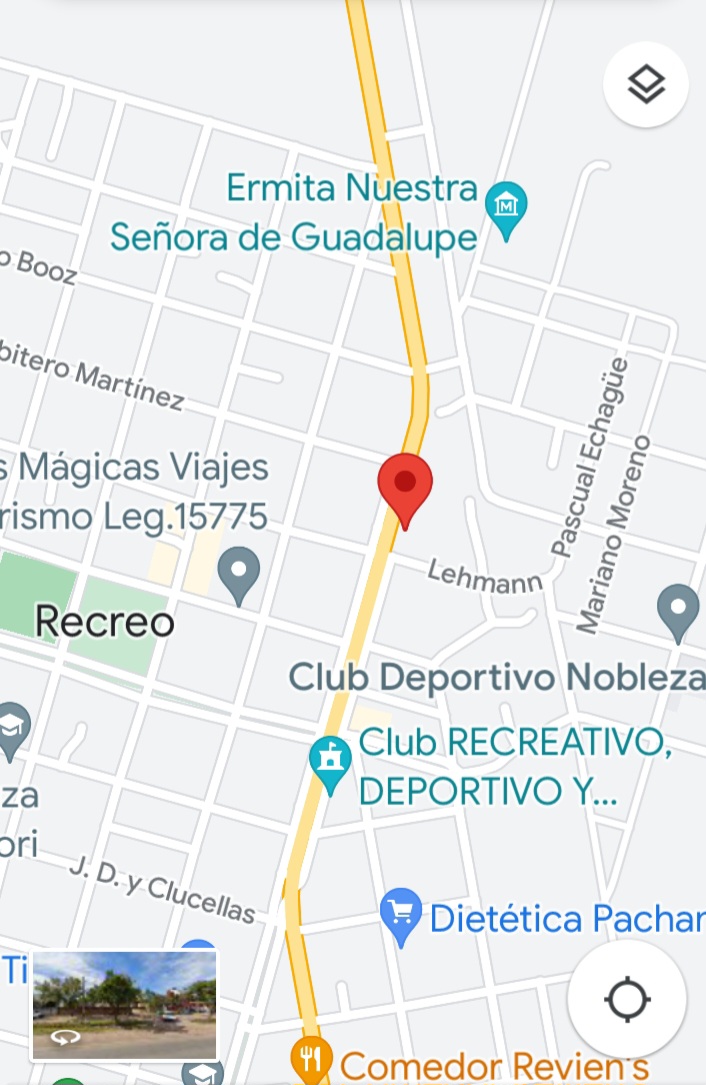 Ermita Nuestra
Señora de Guadalupe
o Booz
bitero Martínez
s Mágicas Viajes
rismo Leg.15775
Pascual Echagüe
Mariano Moreno
Lehmann
Recreo
Club Deportivo Nobleza
Club RECREATIVO,
DEPORTIVO Y...
za
ori
J. D. y Clucellas
Dietética Pachar
Ti
Comedor Revien's